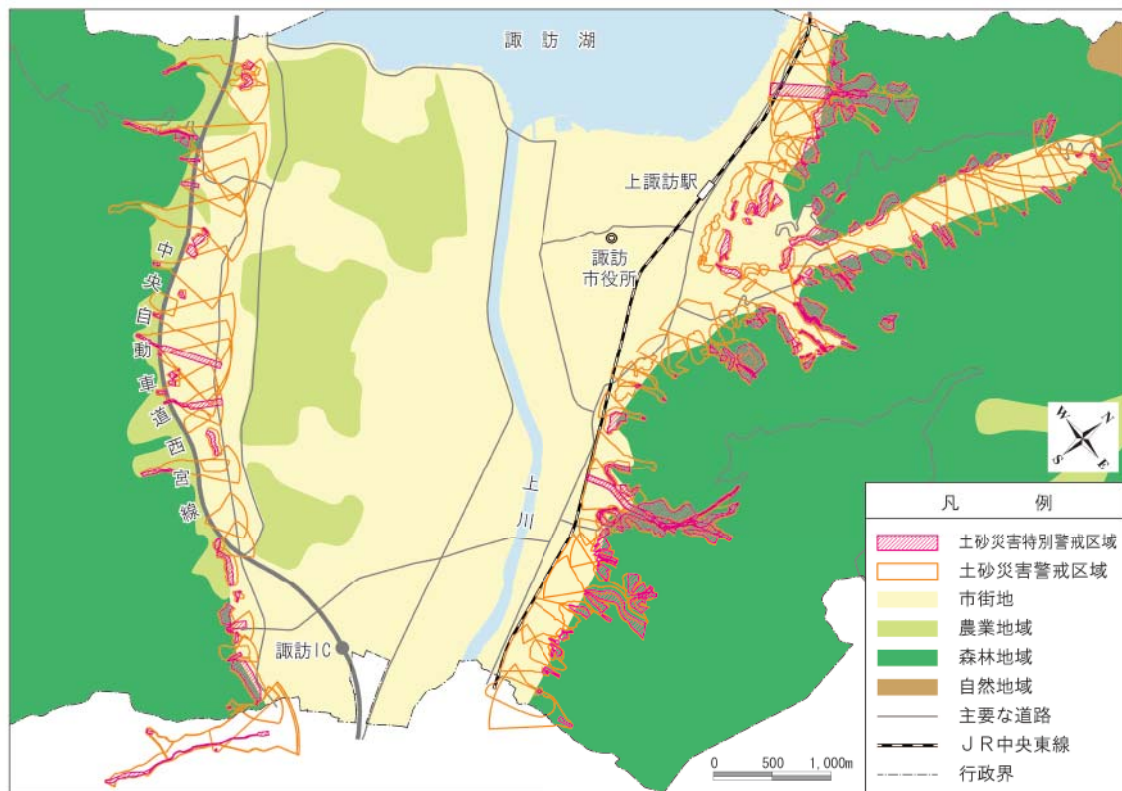 諏訪湖
上諏訪駅
諏訪
市役所
中央自動車道西宮線
上川
諏訪IC
N
W
E
S
凡例
土砂災害特別警戒区域
土砂災害警戒区域
市街地
農業地域
森林地域
自然地域
主要な道路
JR中央東線
行政界
0 500 1,000m